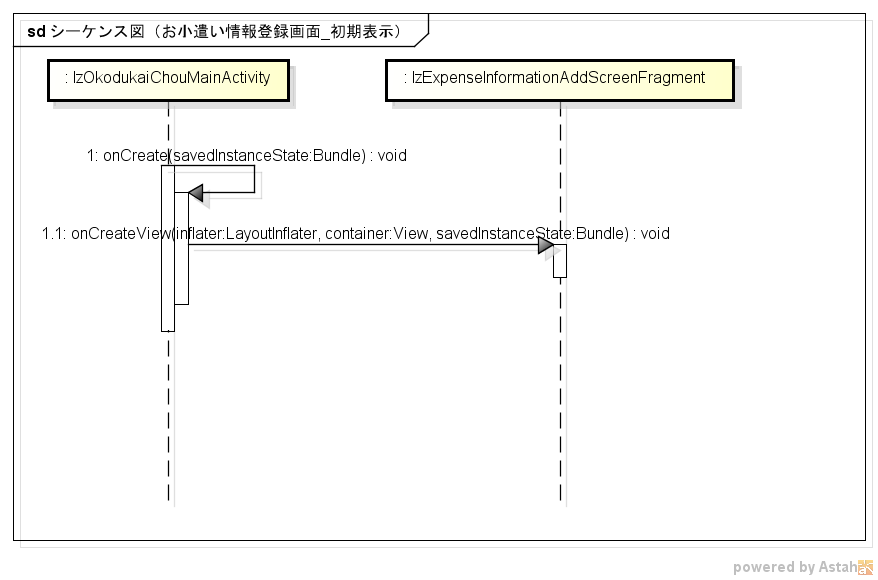 sd シーケンス図（お小遣い情報登録画面_初期表示）
: IzOkodukaiChouMainActivity
: IzExpenseInformationAddScreenFragment
1: onCreate(savedInstanceState:Bundle) : void
1.1: onCreateView(inflater:LayoutInflater, container:View, savedInstanceState:Bundle) : void
powered by Astah